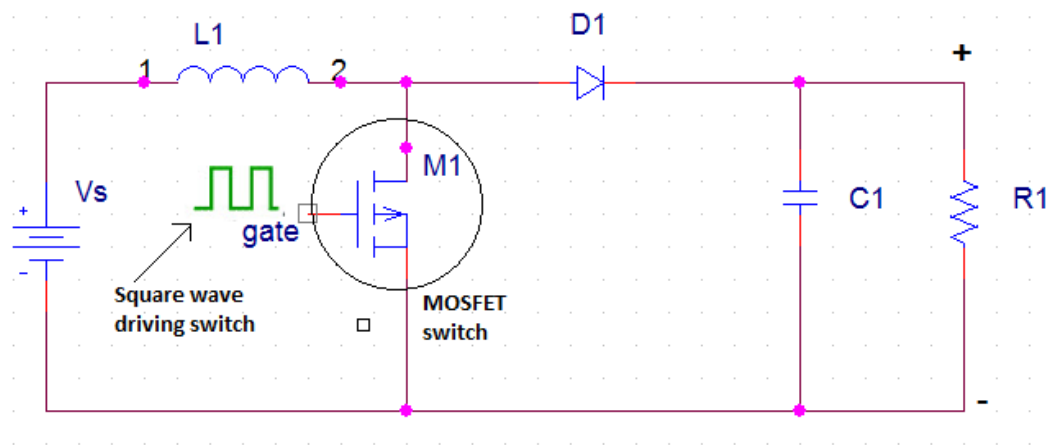 L1
D1
1
2
+
M1
Vs
+
-
gate
C1
R1
Square wave
driving switch
MOSFET
switch
-